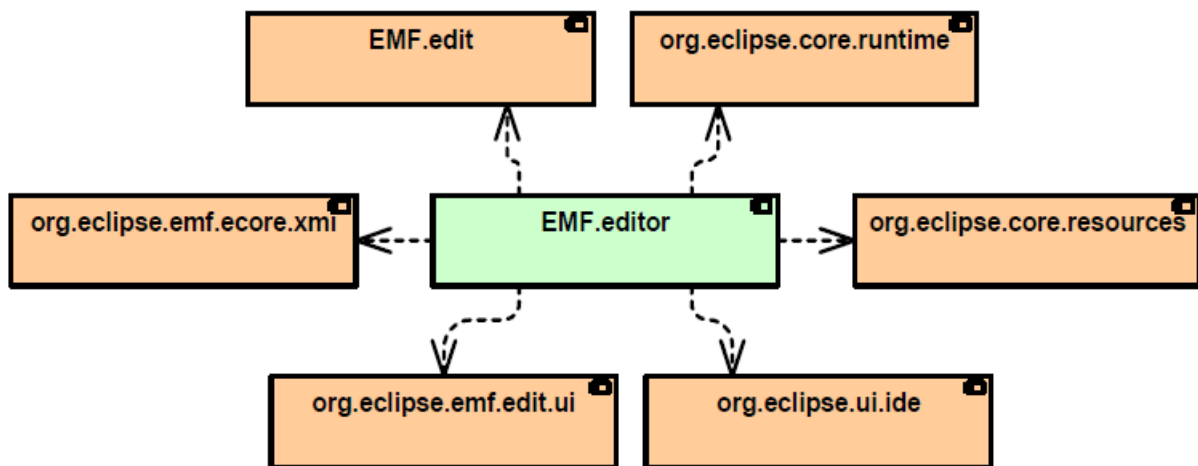 EMF.edit
org.eclipse.core.runtime
org.eclipse.emf.ecore.xmi
EMF.editor
org.eclipse.core.resources
org.eclipse.emf.edit.ui
org.eclipse.ui.ide